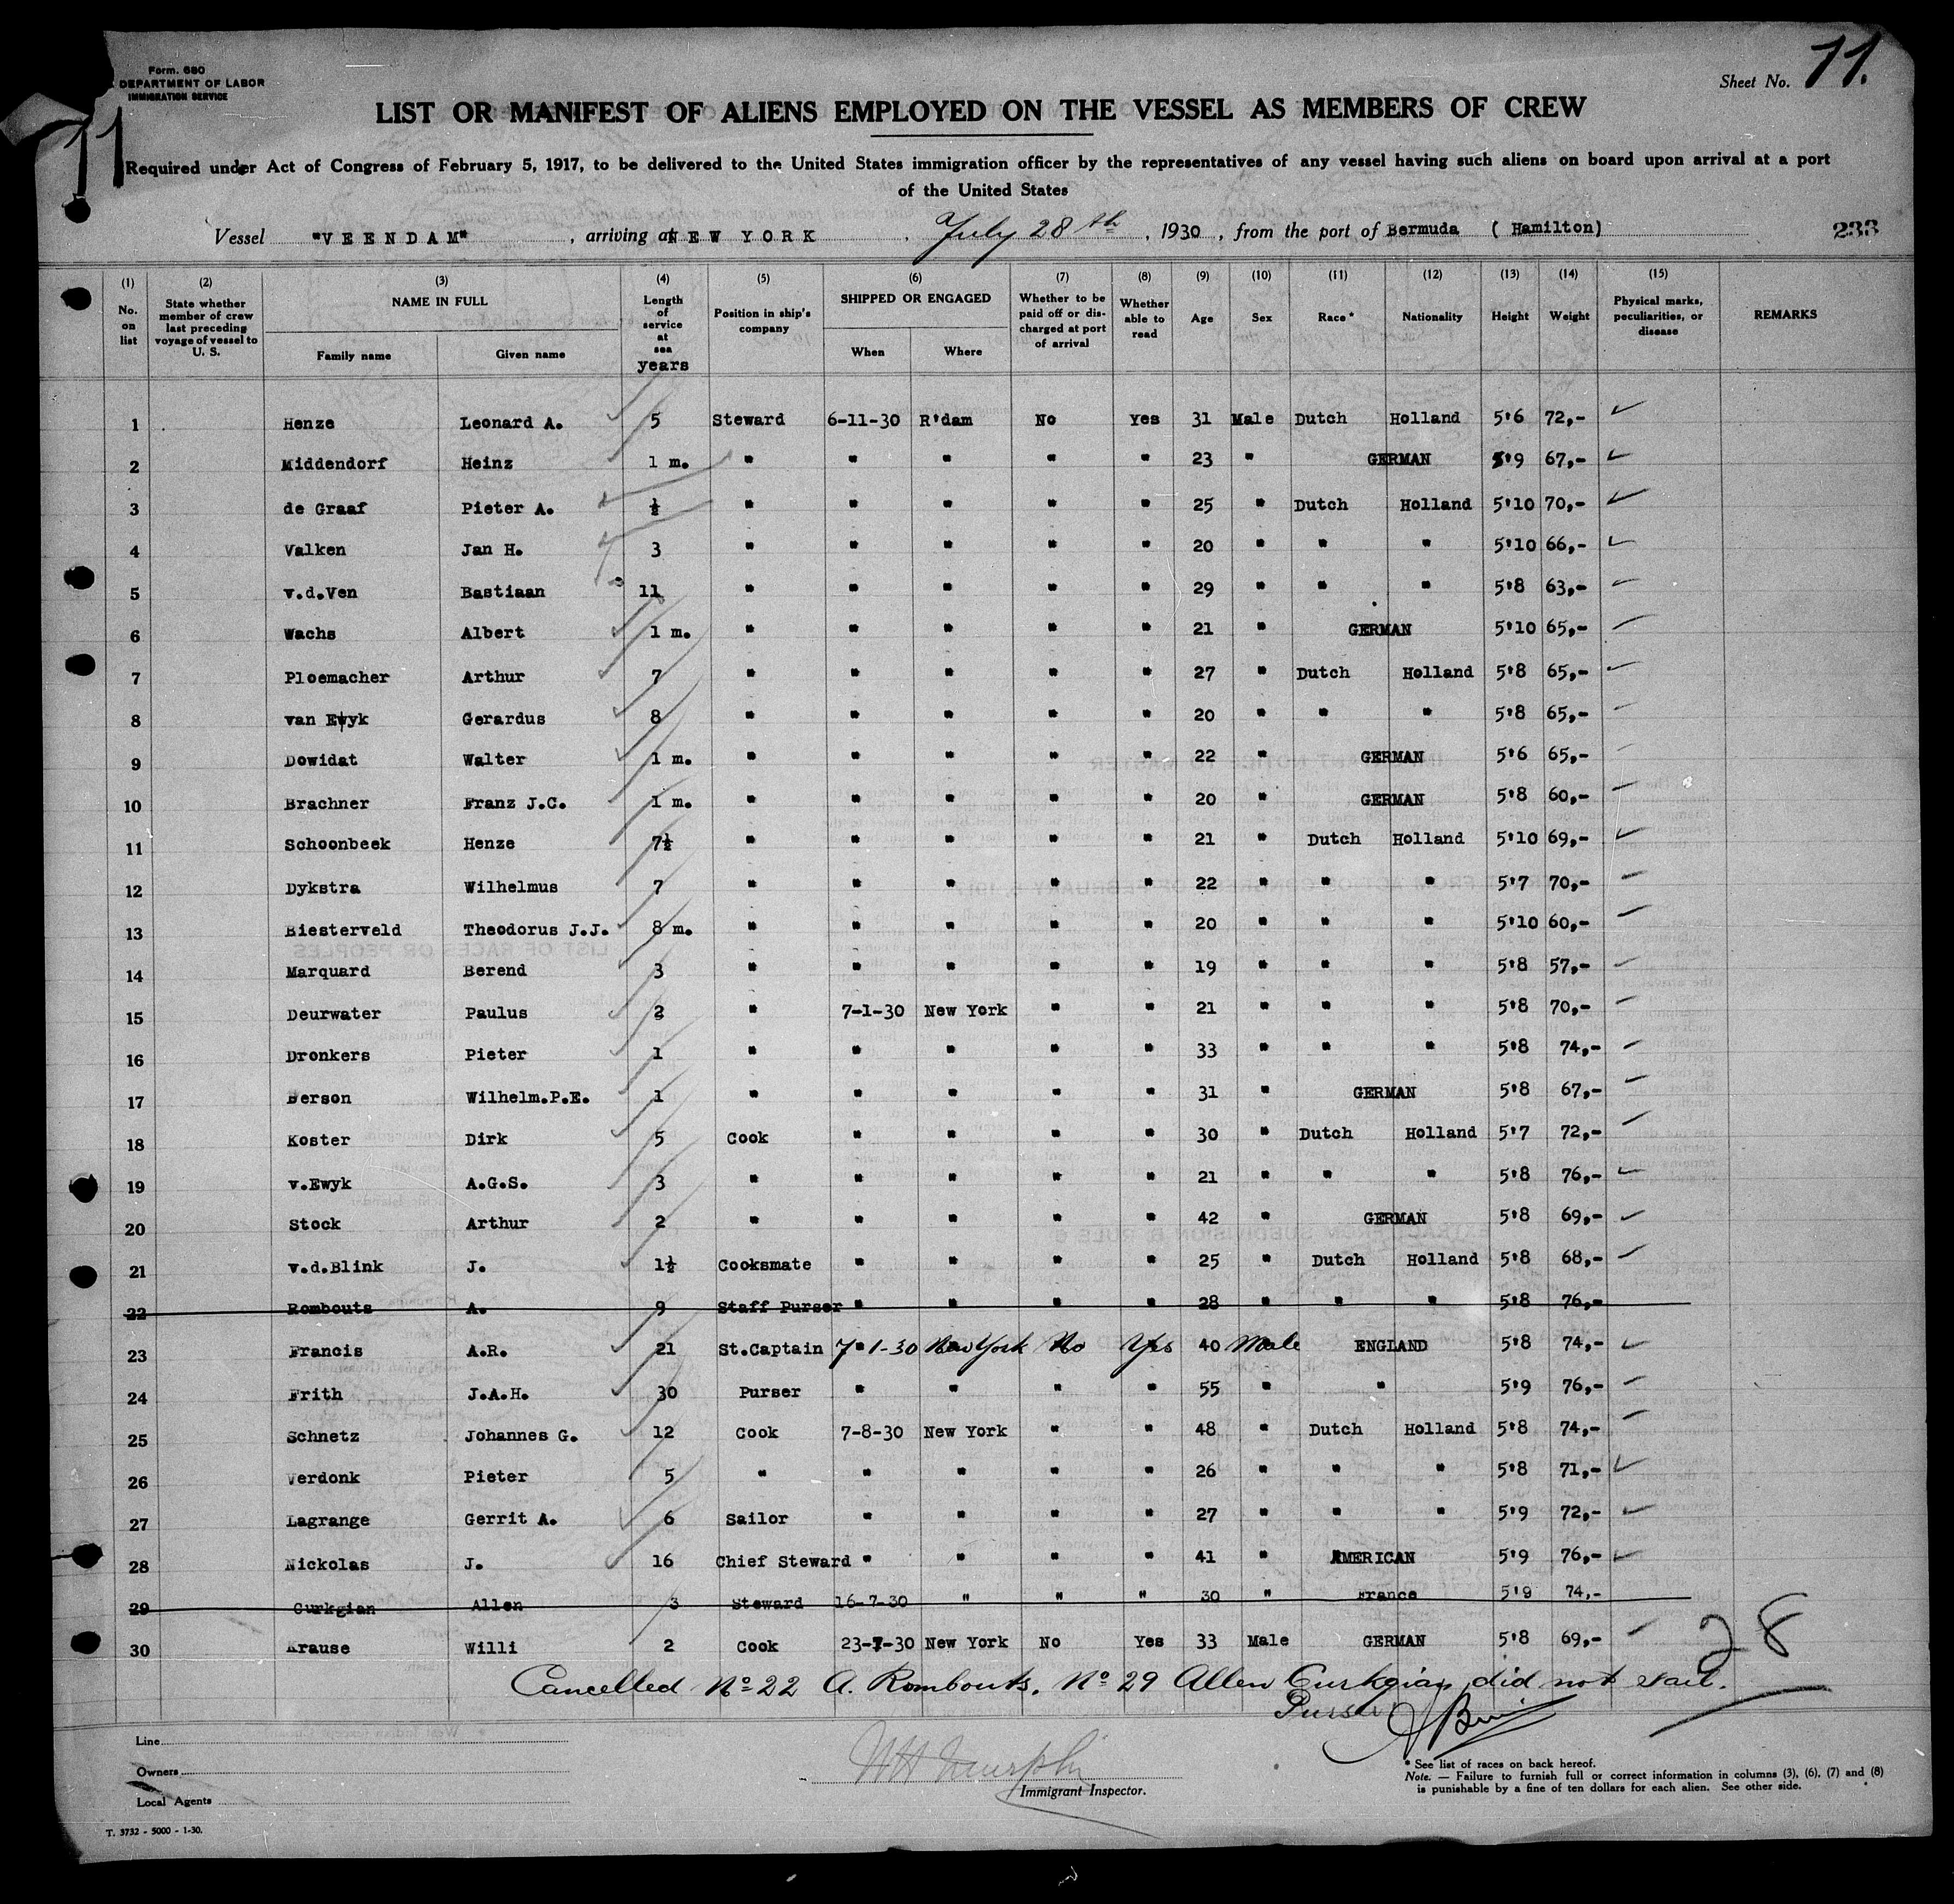 Form. 680
DEPARTMENT OF LABOR
IMMIGRATION SERVICE
Sheet No. 11.
11
LIST OR MANIFEST OF ALIENS EMPLOYED ON THE VESSEL AS MEMBERS OF CREW
Required under Act of Congress of February 5, 1917, to be delivered to the United States immigration officer by the representatives of any vessel having such aliens on board upon arrival at a port
of the United States
Vessel "VEENDAM", arriving at NEW YORK, July 28th, 1930, from the port of Bermuda (Hamilton) 233
(1) No. on list (2) State whether member of crew last preceding voyage of vessel to U. S. (3) NAME IN FULL Family name Given name (4) Length of service at sea years (5) Position in ship's company (6) SHIPPED OR ENGAGED When Where (7) Whether to be paid off or discharged at port of arrival (8) Whether able to read (9) Age (10) Sex (11) Race* (12) Nationality (13) Height (14) Weight (15) Physical marks, peculiarities, or disease REMARKS
1 Henze Leonard A. 5 Steward 6-11-30 R'dam No Yes 31 Male Dutch Holland 5'6 72,-
2 Middendorf Heinz 1 m. " " " " " 23 " GERMAN 5'9 67,-
3 de Graaf Pieter A. ½ " " " " " 25 " Dutch Holland 5'10 70,-
4 Valken Jan H. 3 " " " " " 20 " " " 5'10 66,-
5 v.d.Ven Bastiaan 11 " " " " " 29 " " " 5'8 63,-
6 Wachs Albert 1 m. " " " " " 21 " GERMAN 5'10 65,-
7 Ploemacher Arthur 7 " " " " " 27 " Dutch Holland 5'8 65,-
8 van Ewyk Gerardus 8 " " " " " 20 " " " 5'8 65,-
9 Dowidat Walter 1 m. " " " " " 22 " GERMAN 5'6 65,-
10 Brachner Franz J.C. 1 m. " " " " " 20 " GERMAN 5'8 60,-
11 Schoonbeek Henze 7½ " " " " " 21 " Dutch Holland 5'10 69,-
12 Dykstra Wilhelmus 7 " " " " " 22 " " " 5'7 70,-
13 Biesterveld Theodorus J.J. 8 m. " " " " " 20 " " " 5'10 60,-
14 Marquard Berend 3 " " " " " 19 " " " 5'8 57,-
15 Deurwater Paulus 2 " 7-1-30 New York " " 21 " " " 5'8 70,-
16 Dronkers Pieter 1 " " " " " 33 " " " 5'8 74,-
17 Berson Wilhelm.P.E. 1 " " " " " 31 " GERMAN 5'8 67,-
18 Koster Dirk 5 Cook " " " " 30 " Dutch Holland 5'7 72,-
19 v.Ewyk A.G.S. 3 " " " " " 21 " " " 5'8 76,-
20 Stock Arthur 2 " " " " " 42 " GERMAN 5'8 69,-
21 v.d.Blink J. 1½ Cooksmate " " " " 25 " Dutch Holland 5'8 68,-
22 Rombouts A. 9 Staff Purser " " " " 28 " " " 5'8 76,-
23 Francis A.R. 21 St.Captain 7-1-30 New York No Yes 40 Male ENGLAND 5'8 74,-
24 Frith J.A.H. 30 Purser " " " " 55 " " 5'9 76,-
25 Schnetz Johannes G. 12 Cook 7-8-30 New York " " 48 " Dutch Holland 5'8 74,-
26 Verdonk Pieter 5 " " " " " 26 " " " 5'8 71,-
27 Lagrange Gerrit A. 6 Sailor " " " " 27 " " " 5'9 72,-
28 Nickolas J. 16 Chief Steward " " " " 41 " AMERICAN 5'9 76,-
29 Curkgian Allen 3 Steward 16-7-30 " " " 30 " France 5'9 74,-
30 Krause Willi 2 Cook 23-7-30 New York No Yes 33 Male GERMAN 5'8 69,-
28
Cancelled No 22 A. Rombouts. No 29 Allen Curkgian did not sail.
Purser
Line
Owners
Local Agents
Immigrant Inspector.
* See list of races on back hereof.
Note. — Failure to furnish full or correct information in columns (3), (6), (7) and (8)
is punishable by a fine of ten dollars for each alien. See other side.
T. 3732 - 5000 - 1-30.